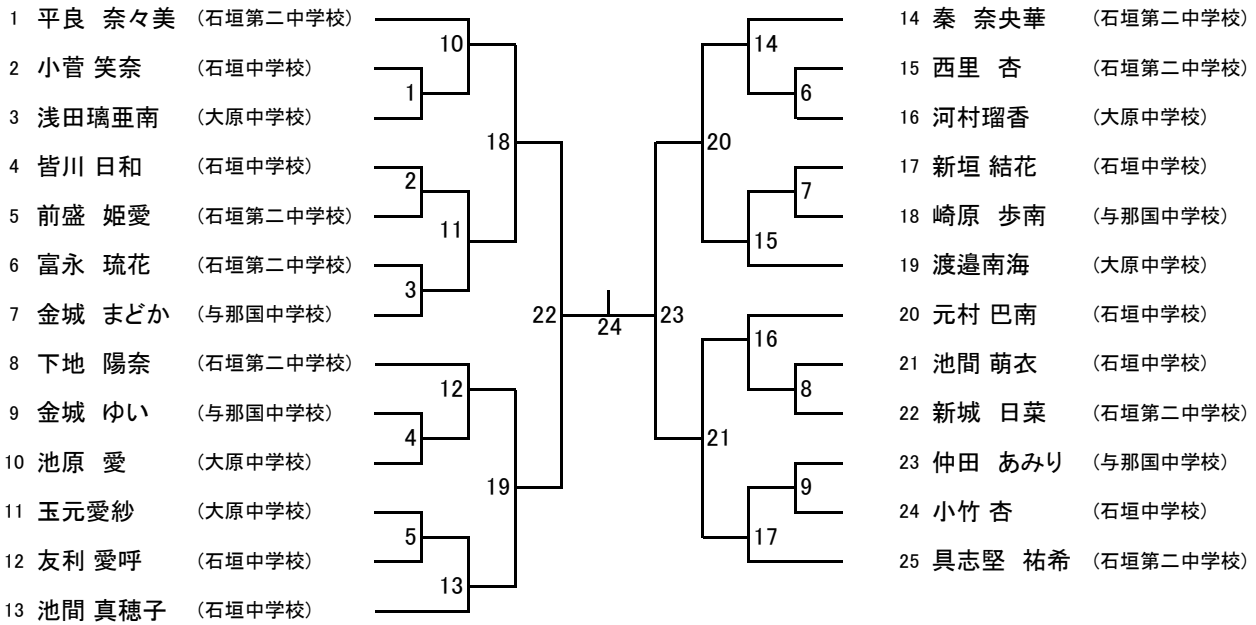 1 平良 奈々美 (石垣第二中学校)
2 小菅 笑奈 (石垣中学校)
3 浅田璃亜南 (大原中学校)
4 皆川 日和 (石垣中学校)
5 前盛 姫愛 (石垣第二中学校)
6 富永 琉花 (石垣第二中学校)
7 金城 まどか (与那国中学校)
8 下地 陽奈 (石垣第二中学校)
9 金城 ゆい (与那国中学校)
10 池原 愛 (大原中学校)
11 玉元愛紗 (大原中学校)
12 友利 愛呼 (石垣中学校)
13 池間 真穂子 (石垣中学校)
10
1
18
2
11
3
22
12
4
19
5
13
24
14
6
20
7
15
23
16
8
21
9
17
14 秦 奈央華 (石垣第二中学校)
15 西里 杏 (石垣第二中学校)
16 河村瑠香 (大原中学校)
17 新垣 結花 (石垣中学校)
18 崎原 歩南 (与那国中学校)
19 渡邉南海 (大原中学校)
20 元村 巴南 (石垣中学校)
21 池間 萌衣 (石垣中学校)
22 新城 日菜 (石垣第二中学校)
23 仲田 あみり (与那国中学校)
24 小竹 杏 (石垣中学校)
25 具志堅 祐希 (石垣第二中学校)